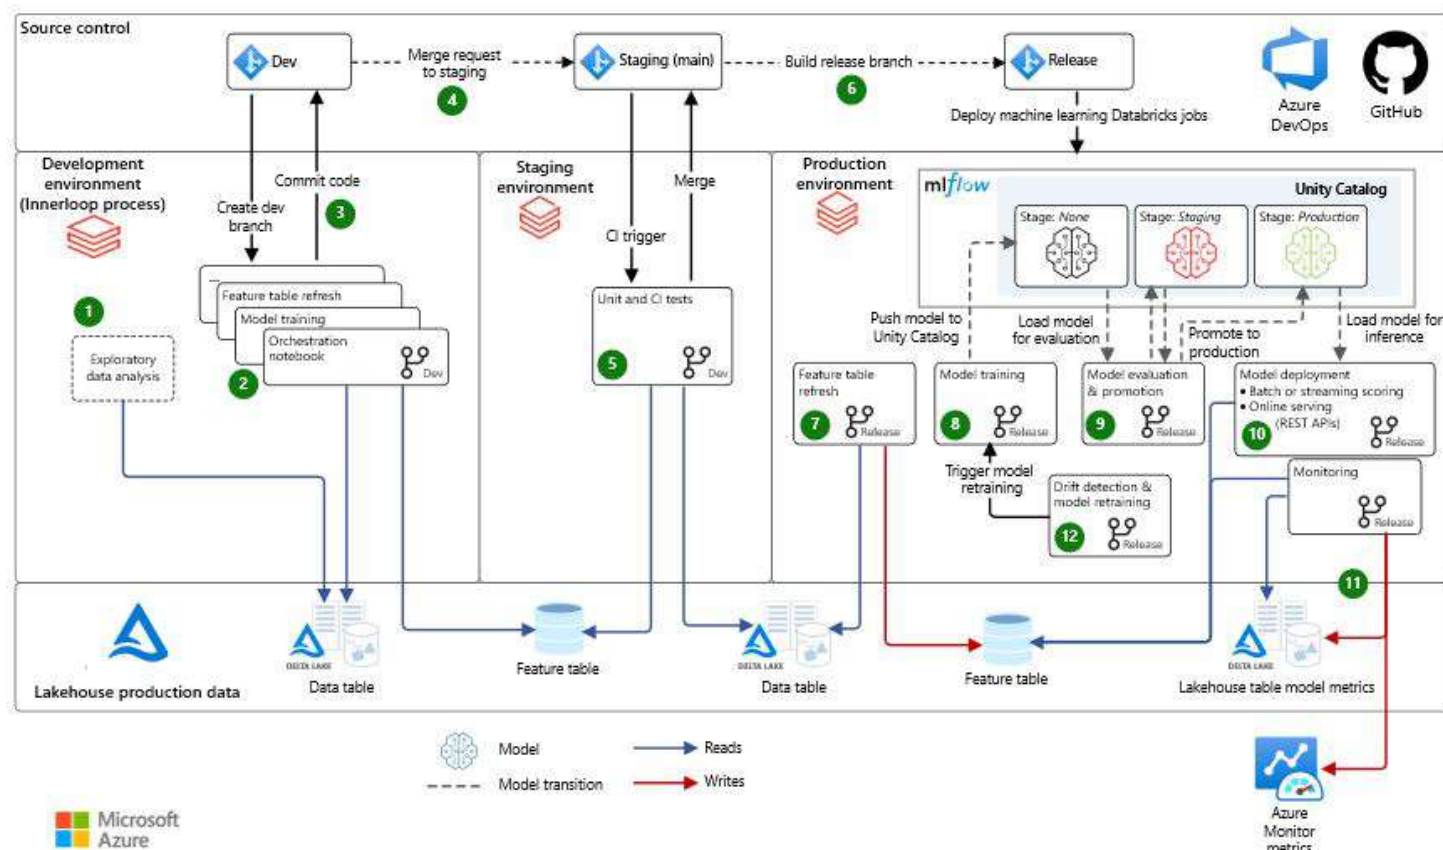 Source control
Dev
Merge request
to staging
4
Staging (main)
Build release branch
6
Release
Deploy machine learning Databricks jobs
Azure
DevOps
GitHub
Development
environment
(Innerloop process)
Create dev
branch
Commit code
3
1
Exploratory
data analysis
Feature table refresh
Model training
Orchestration
notebook
Dev
2
Staging
environment
CI trigger
Merge
Unit and CI tests
5
Dev
Production
environment
mlflow
Unity Catalog
Stage: None
Stage: Staging
Stage: Production
Push model to
Unity Catalog
Load model
for evaluation
Promote to
production
Load model for
inference
Feature table
refresh
7
Release
Model training
8
Release
Model evaluation
& promotion
9
Release
Model deployment
• Batch or streaming scoring
• Online serving
(REST APIs)
10
Release
Trigger model
retraining
Drift detection &
model retraining
12
Release
Monitoring
Release
11
Lakehouse production data
DELTA LAKE
Data table
Feature table
DELTA LAKE
Data table
Feature table
DELTA LAKE
Lakehouse table model metrics
Model
Reads
Model transition
Writes
Microsoft
Azure
Azure
Monitor
metrics